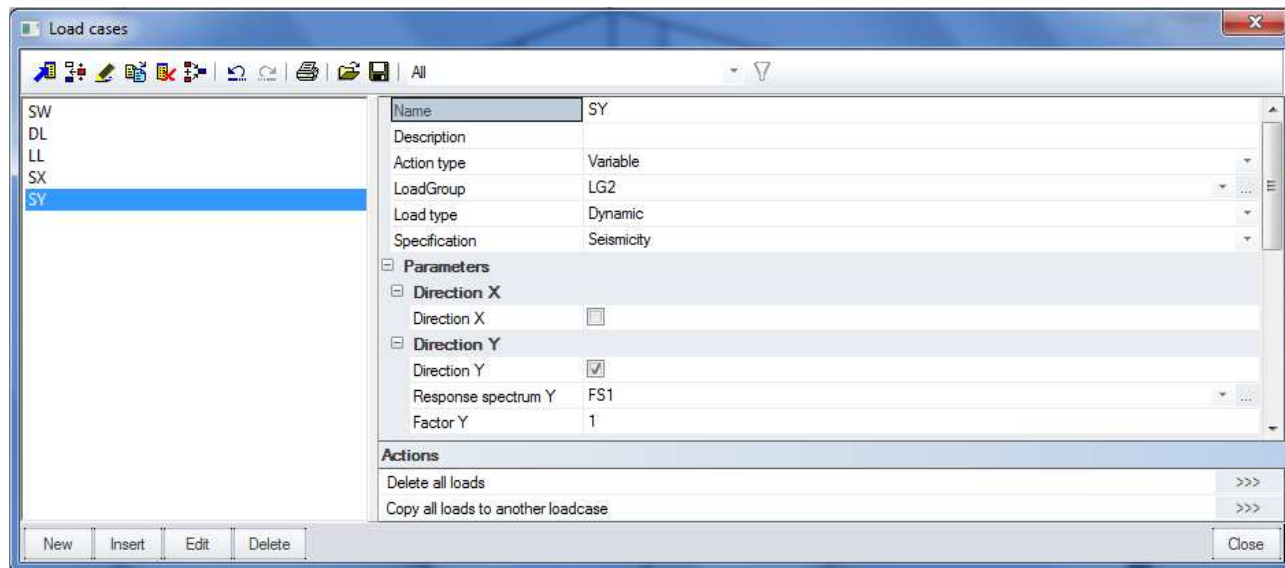 Load cases
All
SW
DL
LL
SX
SY
Name SY
Description
Action type Variable
LoadGroup LG2 ...
Load type Dynamic
Specification Seismicity
Parameters
Direction X
Direction X
Direction Y
Direction Y
Response spectrum Y FS1 ...
Factor Y 1
Actions
Delete all loads >>>
Copy all loads to another loadcase >>>
New Insert Edit Delete Close